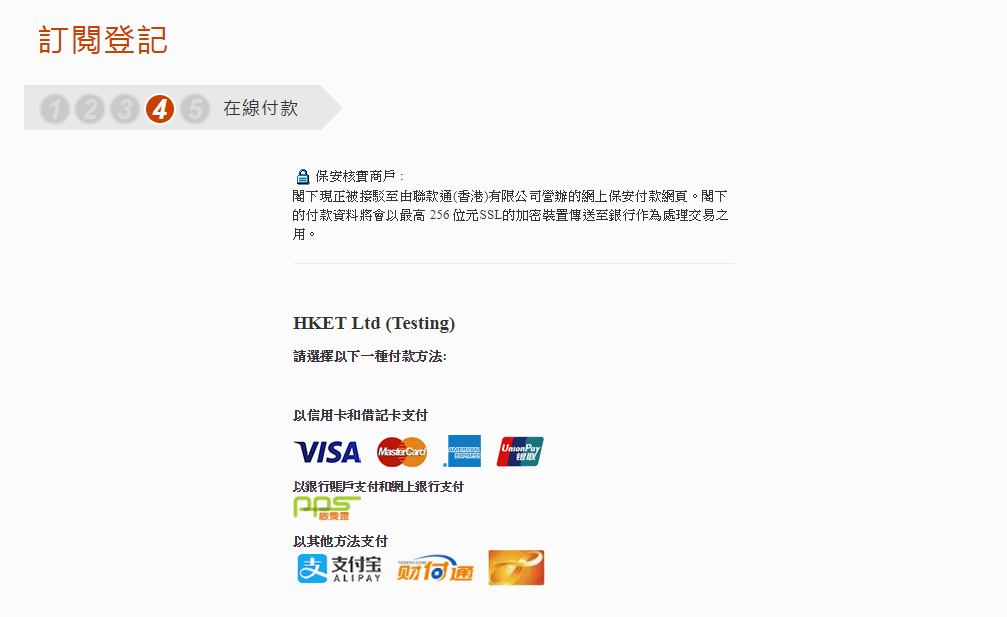 訂閱登記
1 2 3 4 5 在線付款
保安核實商戶 :
閣下現正被接駁至由聯款通(香港)有限公司營辦的網上保安付款網頁。閣下
的付款資料將會以最高 256 位元SSL的加密裝置傳送至銀行作為處理交易之
用。
HKET Ltd (Testing)
請選擇以下一種付款方法:
以信用卡和借記卡支付
VISA MasterCard AMERICAN EXPRESS UnionPay 银联
以銀行賬戶支付和網上銀行支付
pps
繳費靈
以其他方法支付
支 支付宝 ALIPAY TENPAY.COM 财付通